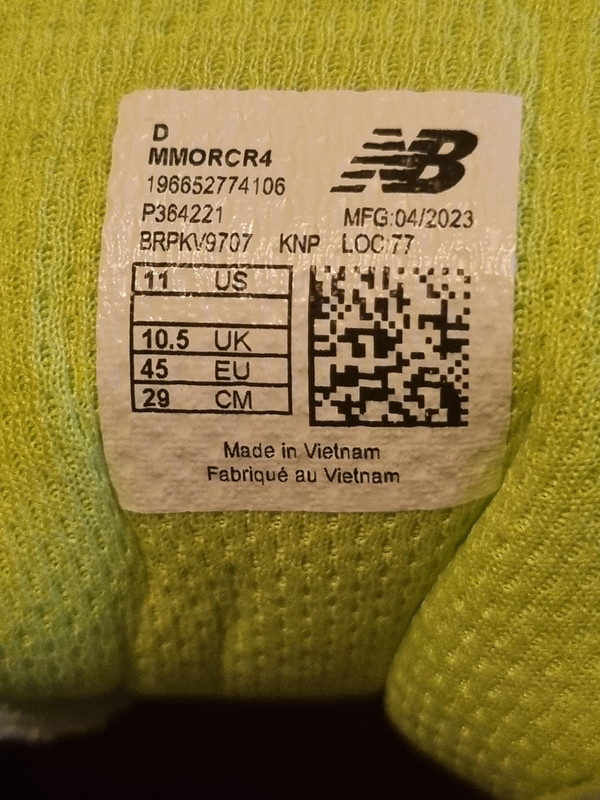 D
MMORCR4
NB
196652774106
P364221
MFG:04/2023
BRPKV9707 KNP LOC:77
11 US
10.5 UK
45 EU
29 CM
Made in Vietnam
Fabriqué au Vietnam